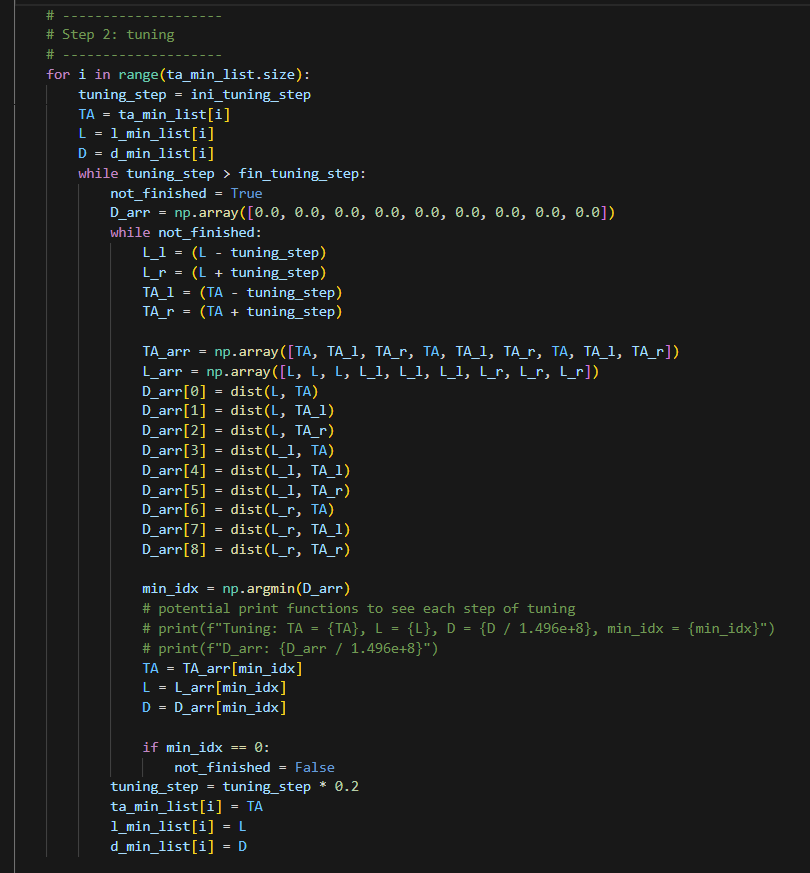 # --------------------
# Step 2: tuning
# --------------------
for i in range(ta_min_list.size):
    tuning_step = ini_tuning_step
    TA = ta_min_list[i]
    L = l_min_list[i]
    D = d_min_list[i]
    while tuning_step > fin_tuning_step:
        not_finished = True
        D_arr = np.array([0.0, 0.0, 0.0, 0.0, 0.0, 0.0, 0.0, 0.0, 0.0])
        while not_finished:
            L_l = (L - tuning_step)
            L_r = (L + tuning_step)
            TA_l = (TA - tuning_step)
            TA_r = (TA + tuning_step)

            TA_arr = np.array([TA, TA_l, TA_r, TA, TA_l, TA_r, TA, TA_l, TA_r])
            L_arr = np.array([L, L, L, L_l, L_l, L_l, L_r, L_r, L_r])
            D_arr[0] = dist(L, TA)
            D_arr[1] = dist(L, TA_l)
            D_arr[2] = dist(L, TA_r)
            D_arr[3] = dist(L_l, TA)
            D_arr[4] = dist(L_l, TA_l)
            D_arr[5] = dist(L_l, TA_r)
            D_arr[6] = dist(L_r, TA)
            D_arr[7] = dist(L_r, TA_l)
            D_arr[8] = dist(L_r, TA_r)

            min_idx = np.argmin(D_arr)
            # potential print functions to see each step of tuning
            # print(f"Tuning: TA = {TA}, L = {L}, D = {D / 1.496e+8}, min_idx = {min_idx}")
            # print(f"D_arr: {D_arr / 1.496e+8}")
            TA = TA_arr[min_idx]
            L = L_arr[min_idx]
            D = D_arr[min_idx]

            if min_idx == 0:
                not_finished = False
        tuning_step = tuning_step * 0.2
        ta_min_list[i] = TA
        l_min_list[i] = L
        d_min_list[i] = D